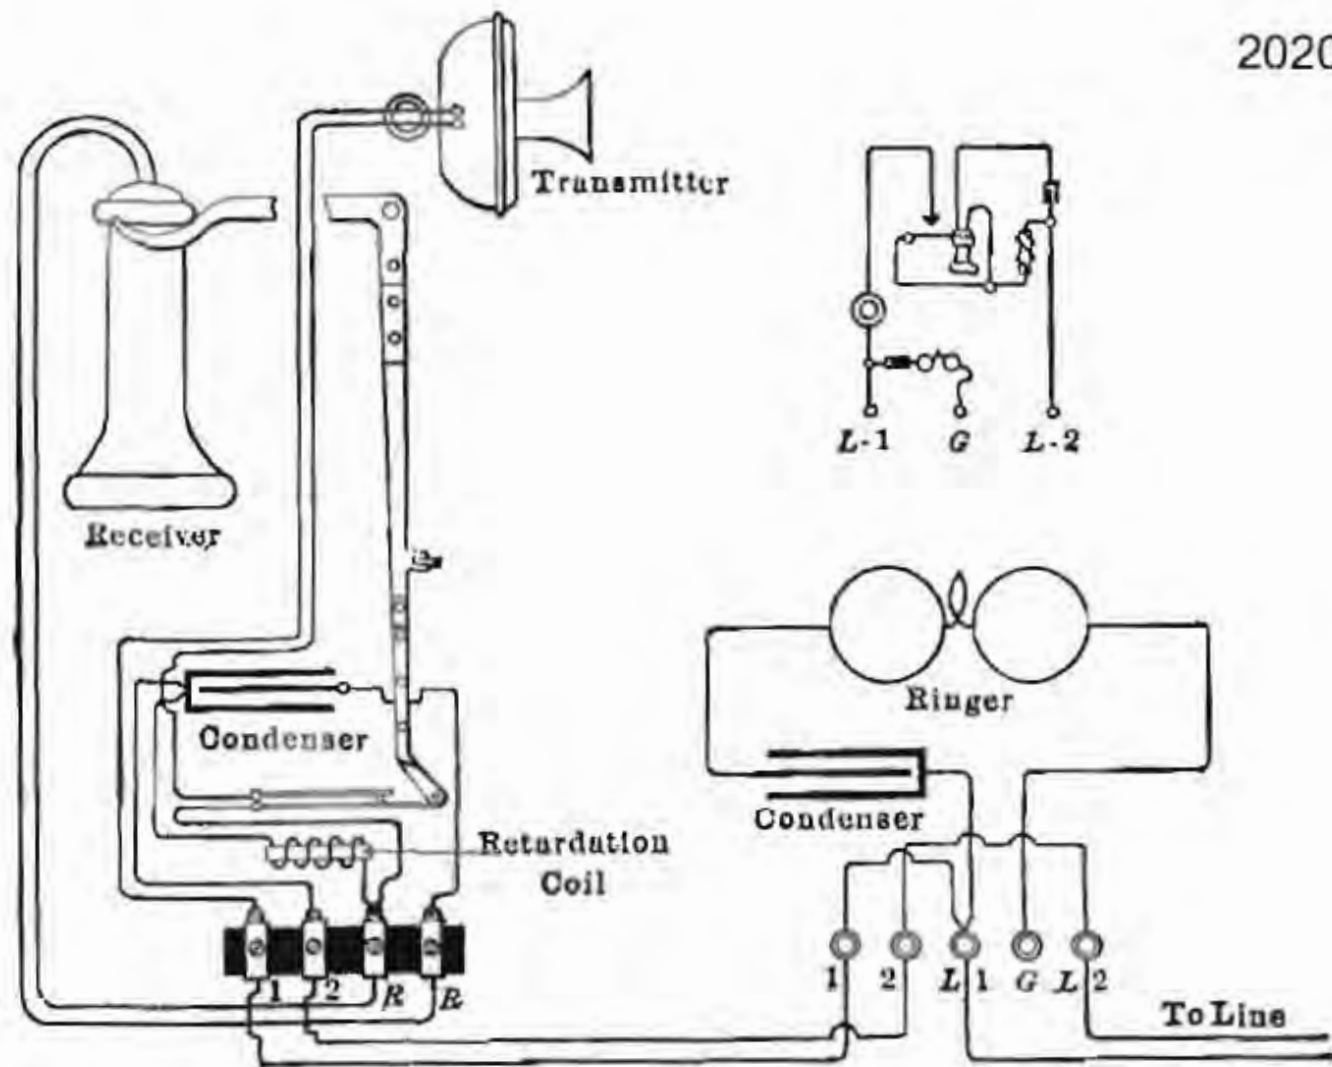 2020
Transmitter
L-1 G L-2
Receiver
Ringer
Condenser
Condenser
Retardation
Coil
1 2 R R
1 2 L 1 G L 2
To Line